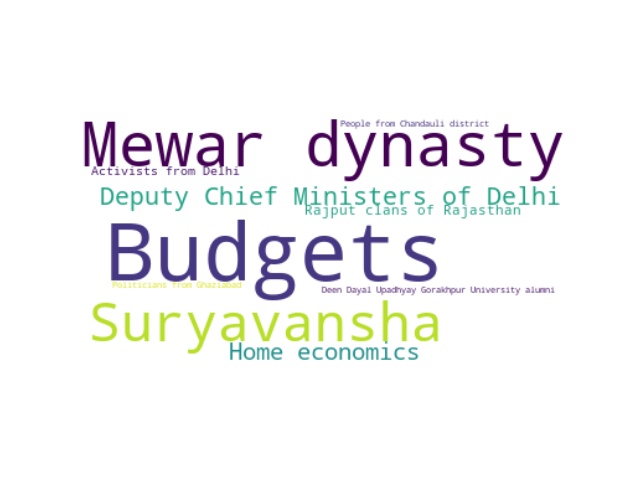 People from Chandauli district
Mewar dynasty
Activists from Delhi
Deputy Chief Ministers of Delhi
Rajput clans of Rajasthan
Budgets
Politicians from Ghaziabad
Deen Dayal Upadhyay Gorakhpur University alumni
Suryavansha
Home economics